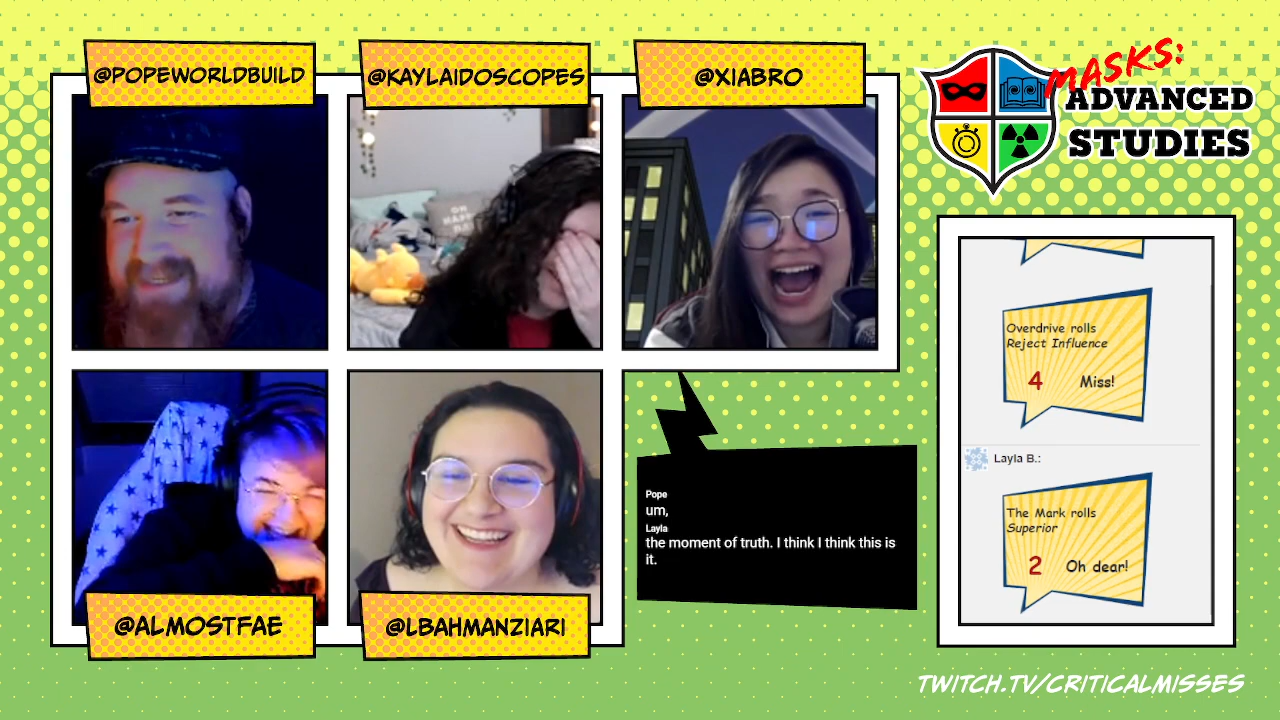 @POPEWORLDBUILD
@KAYLAIDOSCOPES
@XIABRO
MASKS:
ADVANCED
STUDIES
Overdrive rolls
Reject Influence
4 Miss!
Layla B.:
The Mark rolls
Superior
2 Oh dear!
Pope
um,
Layla
the moment of truth. I think I think this is
it.
@ALMOSTFAE
@LBAHMANZIARI
TWITCH.TV/CRITICALMISSES